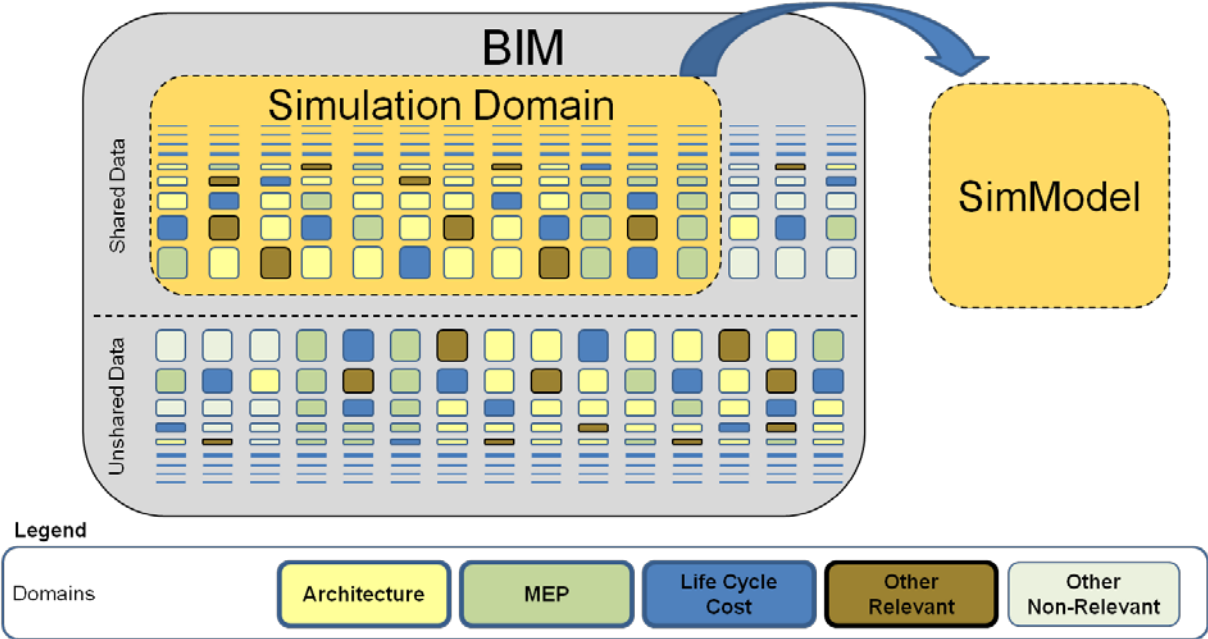 BIM
Simulation Domain
SimModel
Shared Data
Unshared Data
Legend
Domains
Architecture
MEP
Life Cycle
Cost
Other
Relevant
Other
Non-Relevant